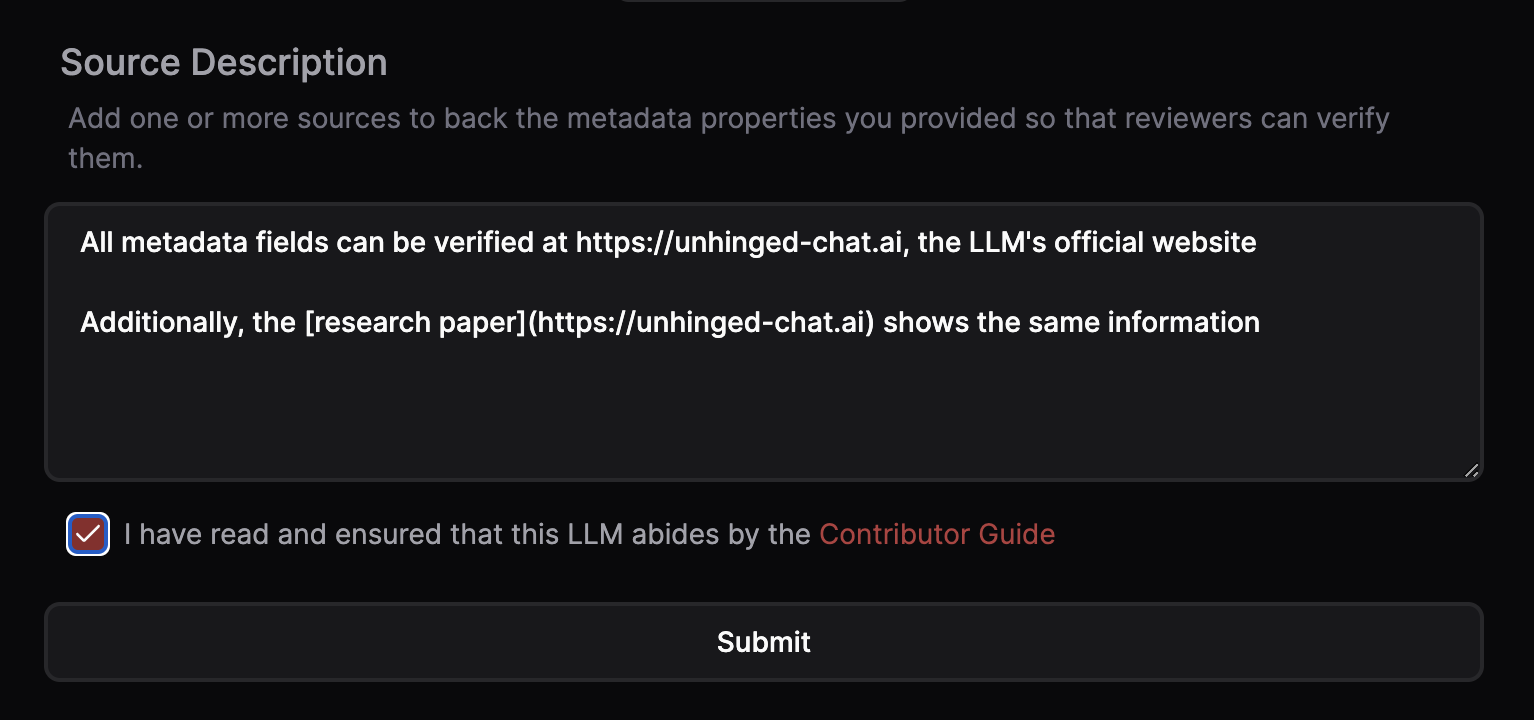 Source Description
Add one or more sources to back the metadata properties you provided so that reviewers can verify
them.
All metadata fields can be verified at https://unhinged-chat.ai, the LLM's official website
Additionally, the [research paper](https://unhinged-chat.ai) shows the same information
I have read and ensured that this LLM abides by the Contributor Guide
Submit